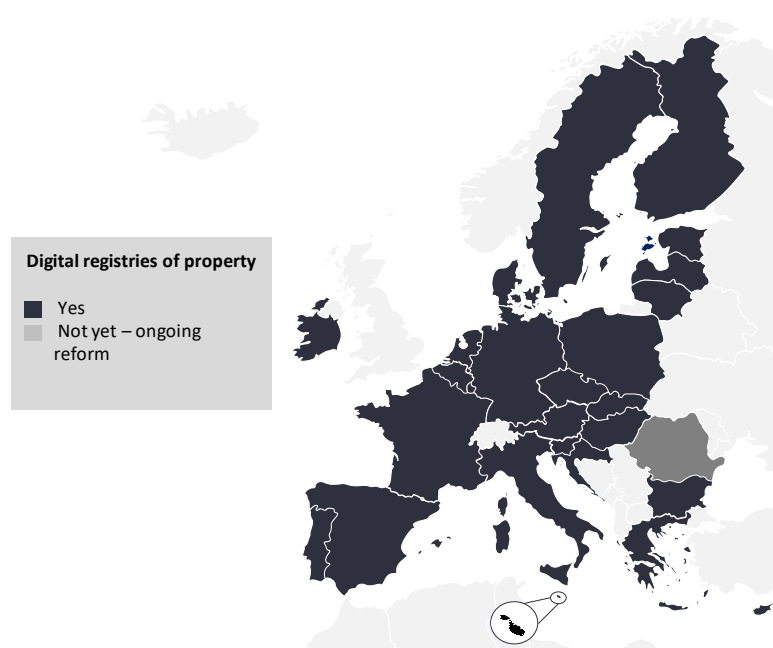 Digital registries of property
Yes
Not yet – ongoing
reform